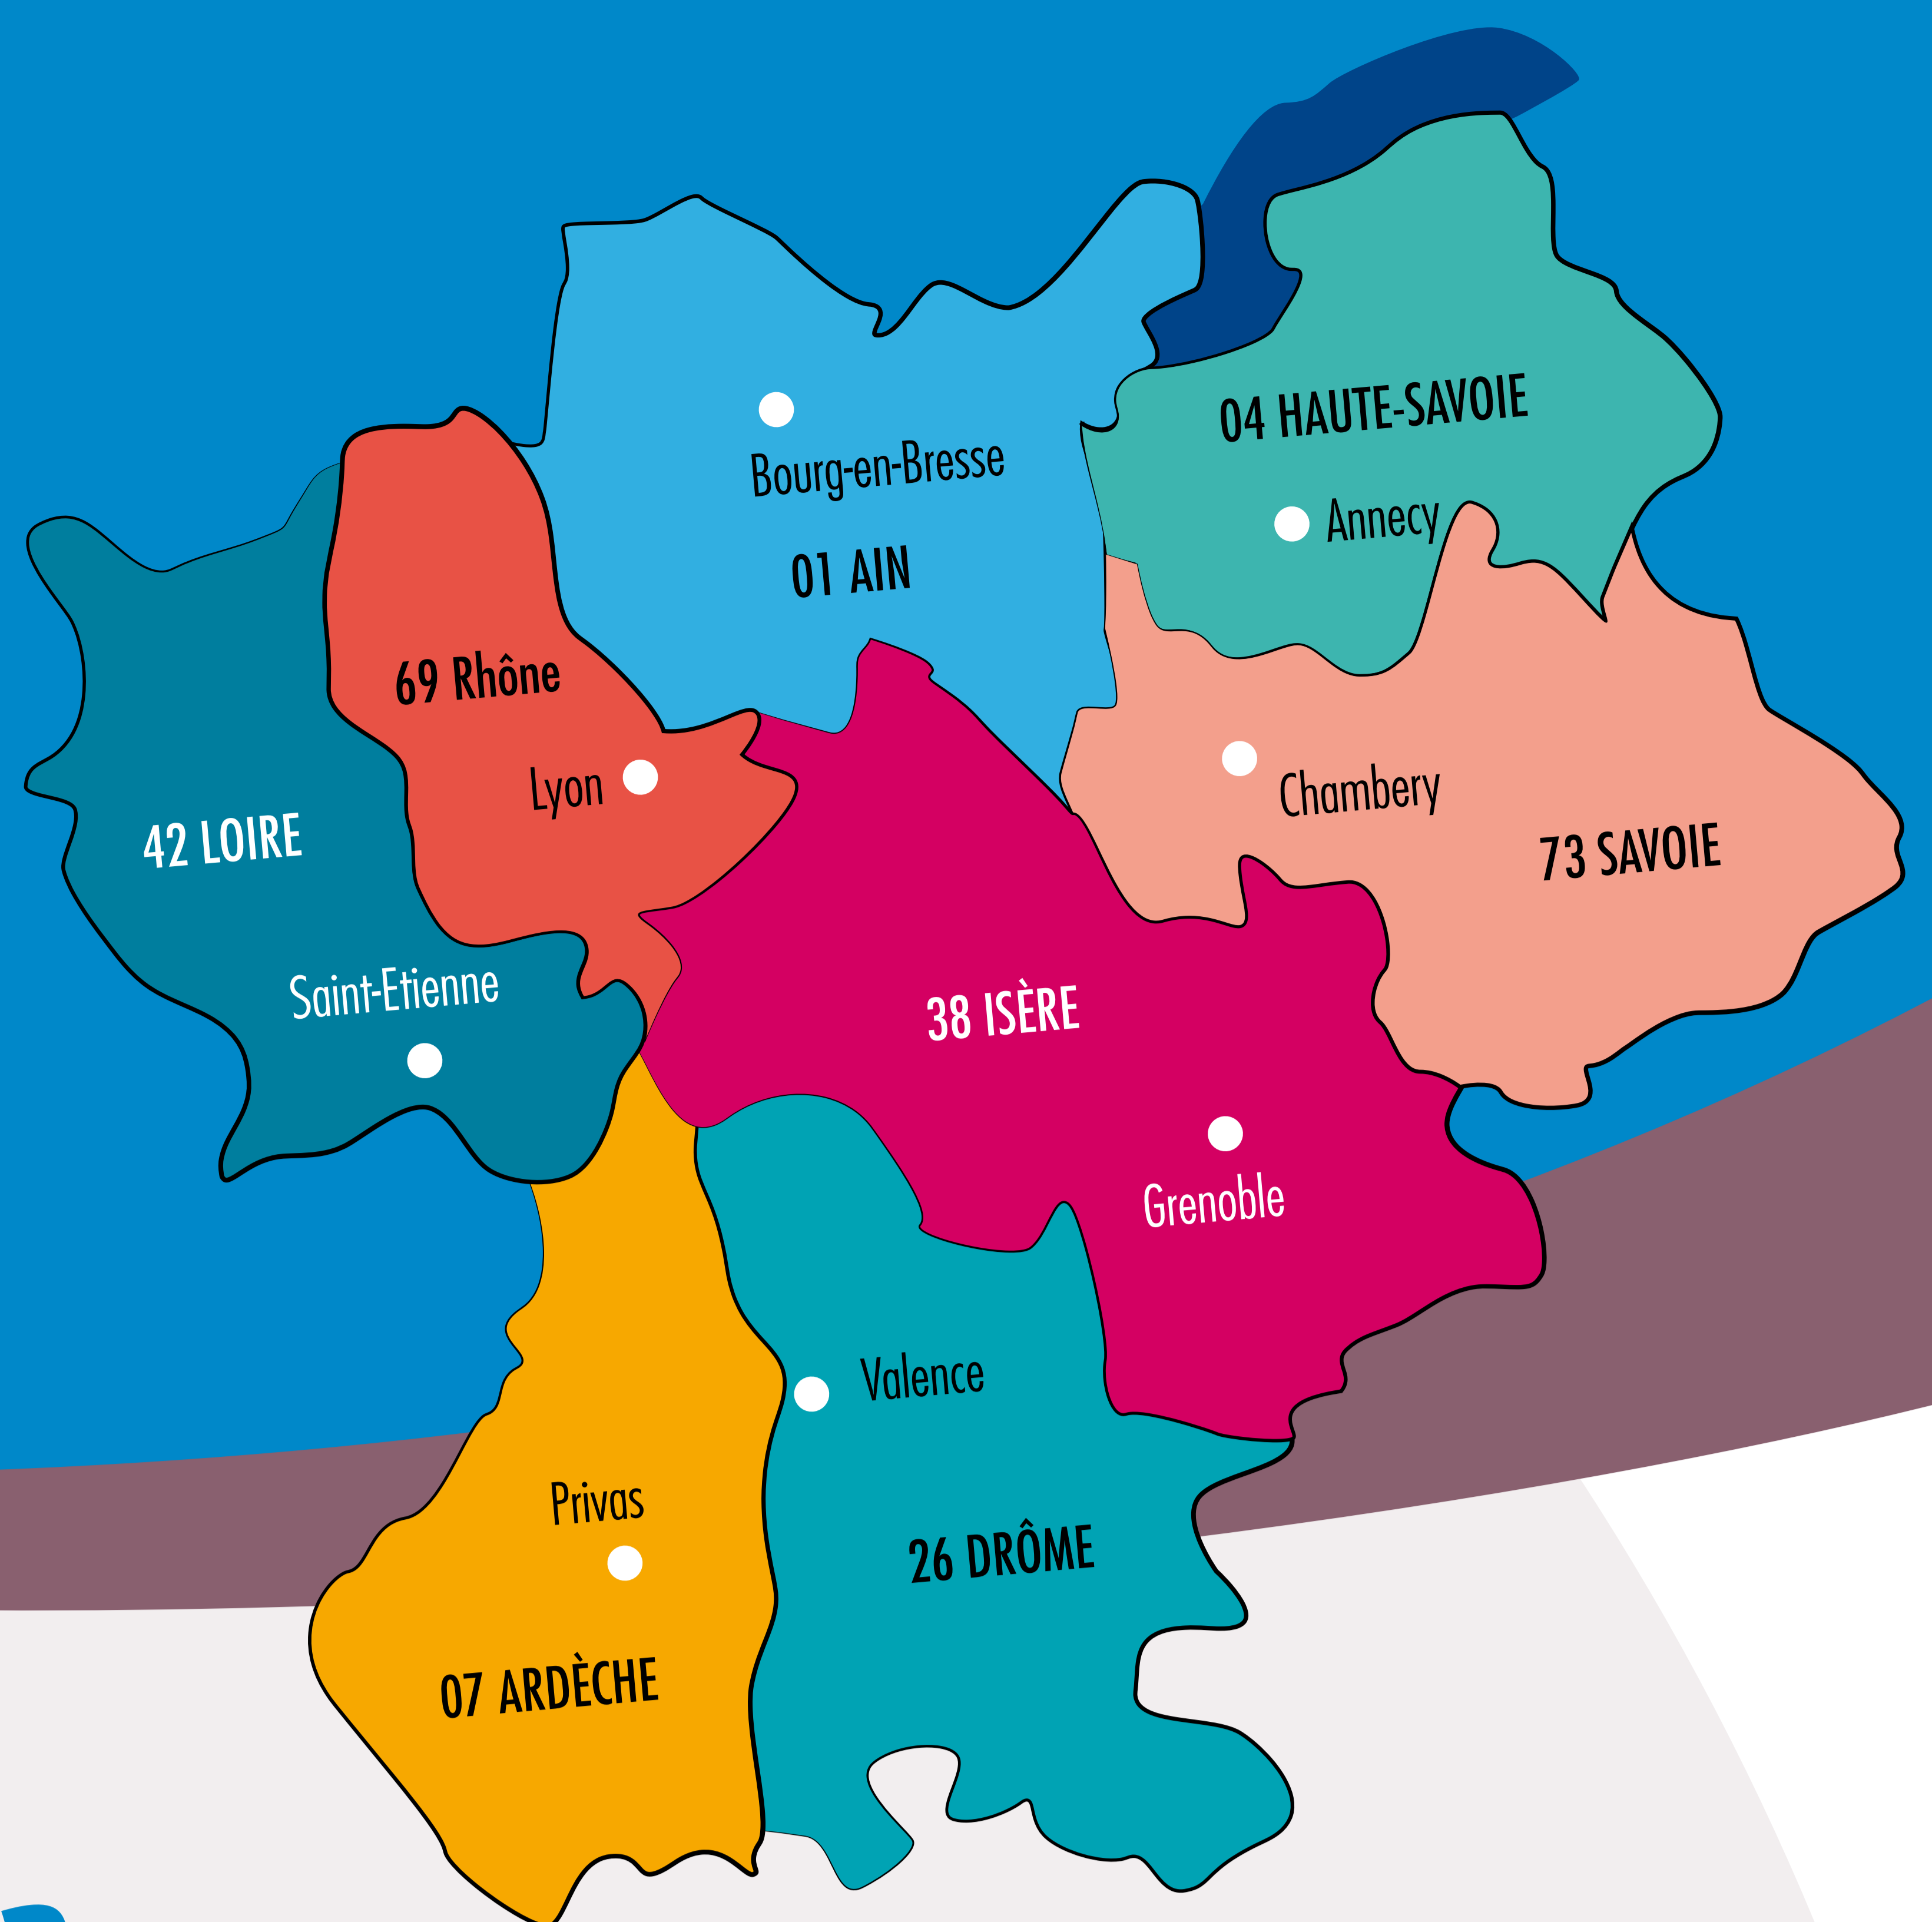 04 HAUTE-SAVOIE
Bourg-en-Bresse
Annecy
01 AIN
69 Rhône
Lyon
Chambery
42 LOIRE
73 SAVOIE
Saint-Etienne
38 ISÈRE
Grenoble
Valence
Privas
26 DRÔME
07 ARDÈCHE